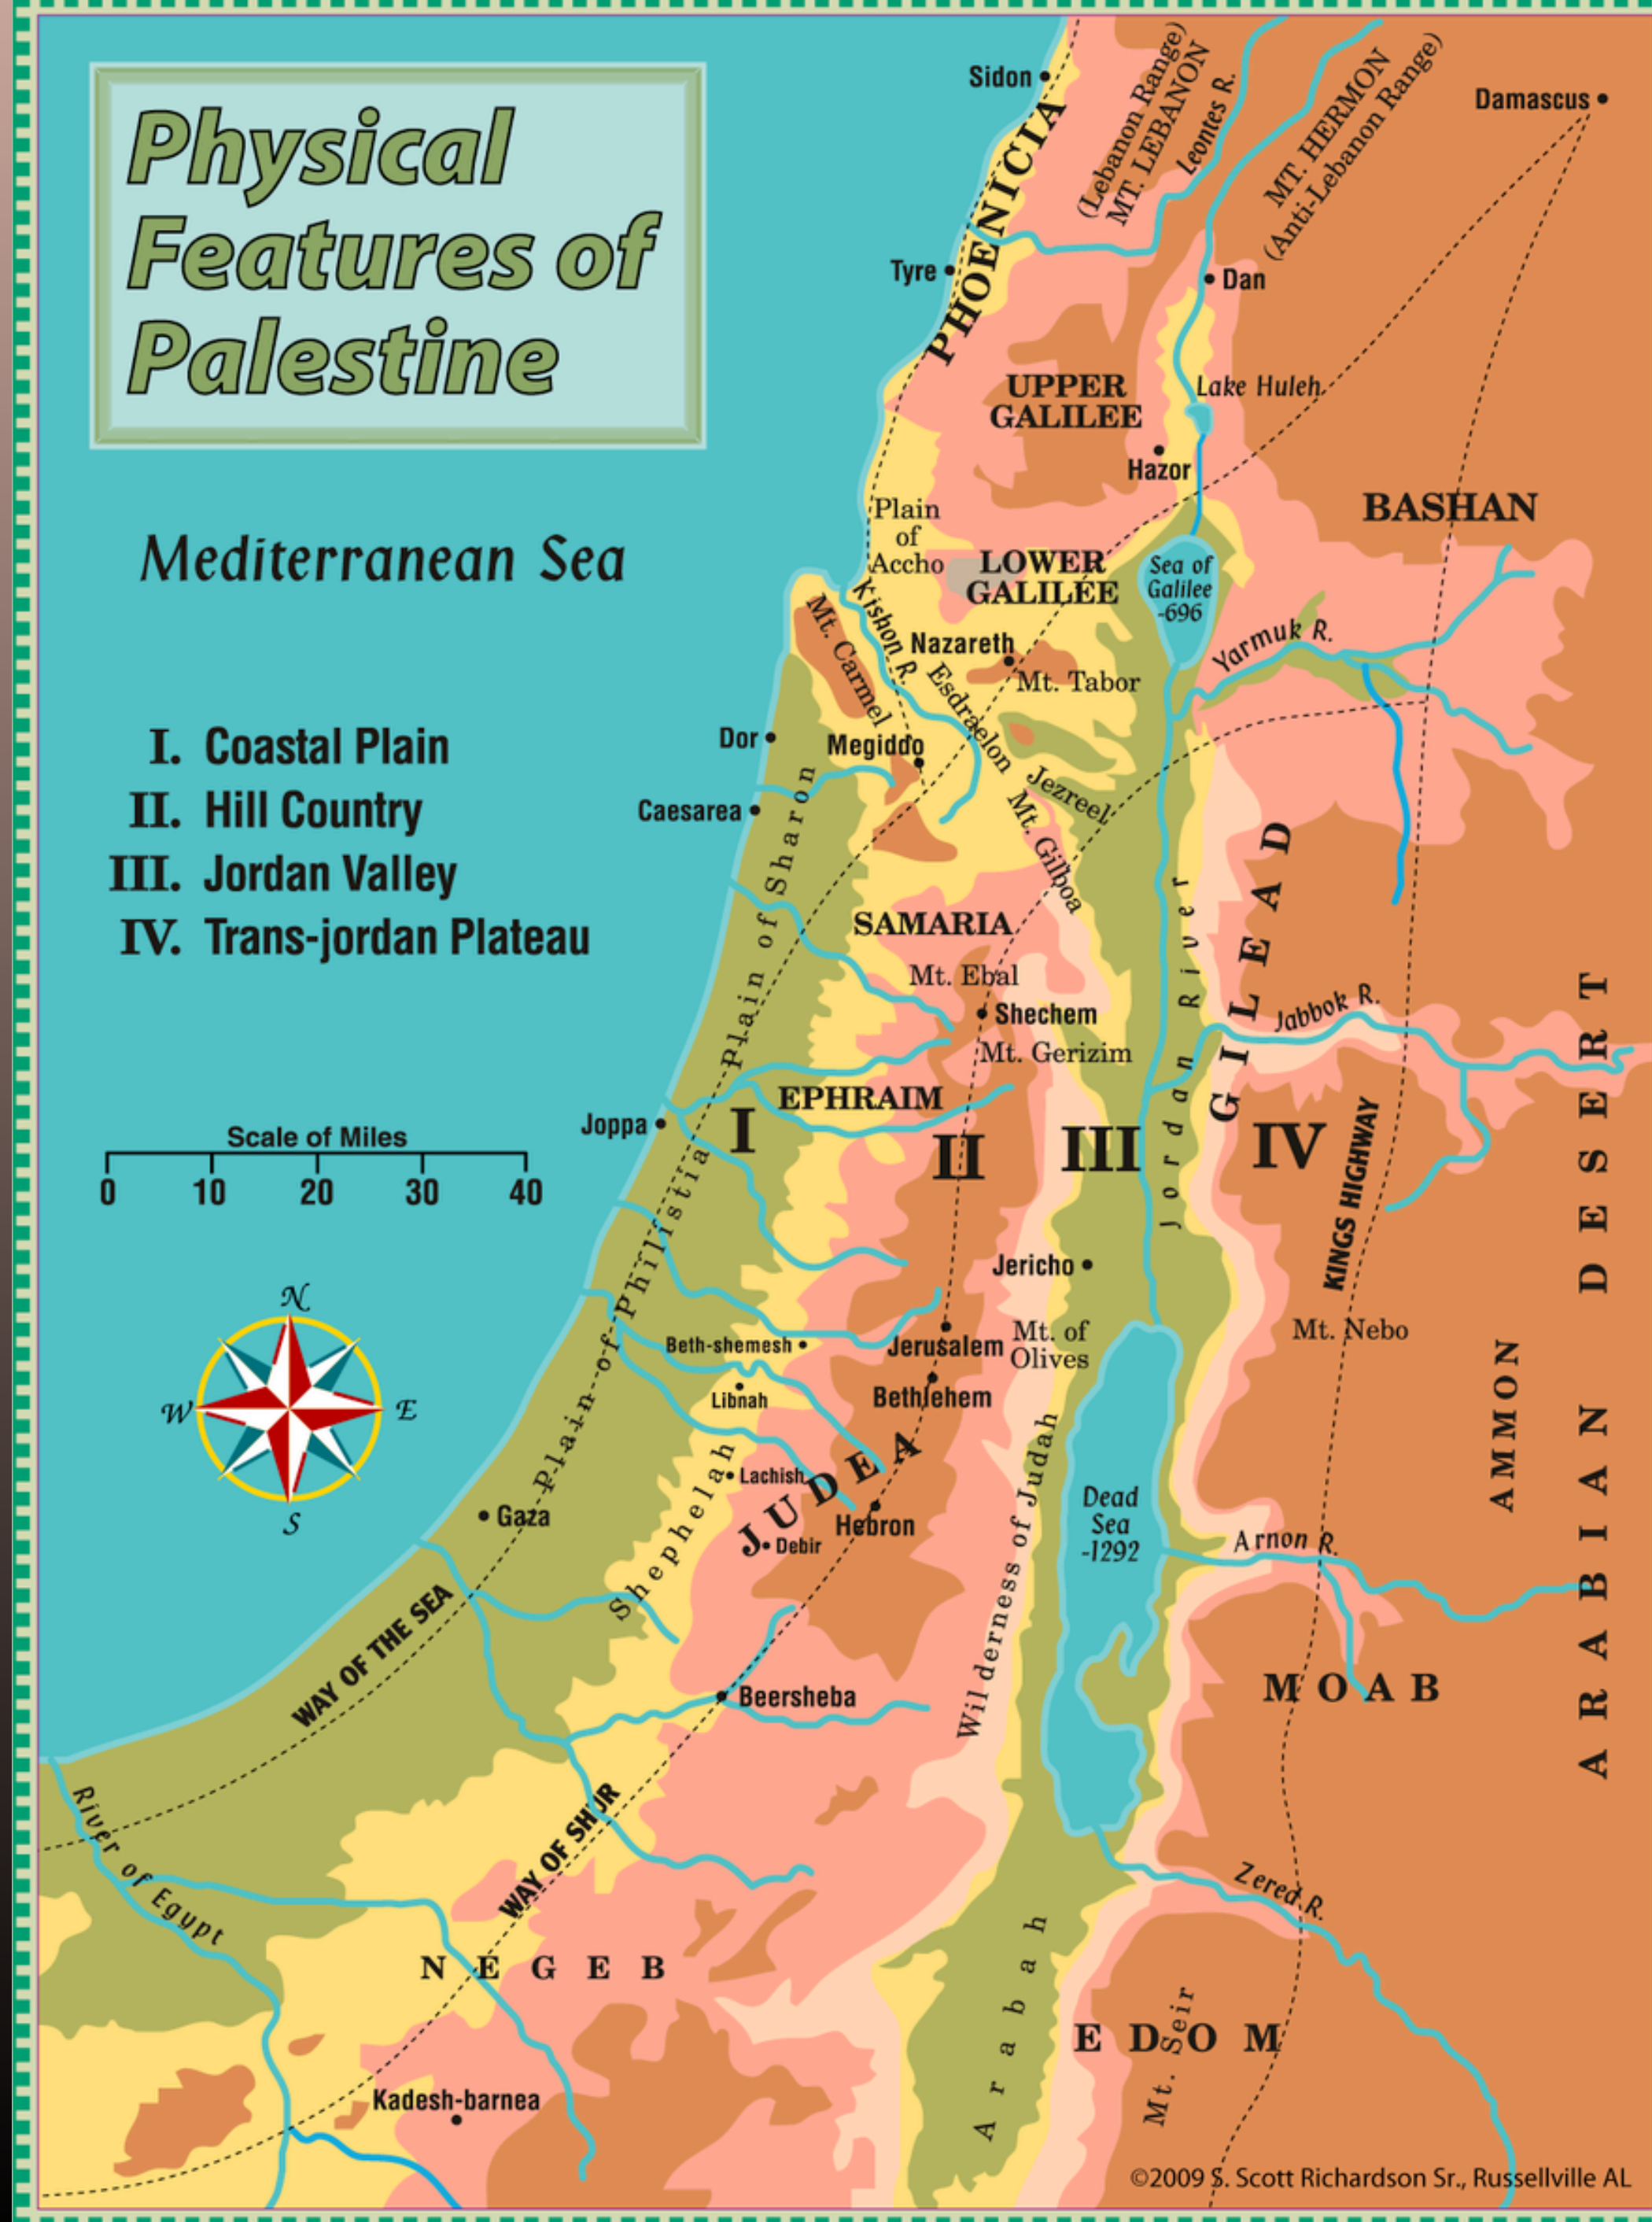 Physical
Features of
Palestine
Sidon
Damascus
(Lebanon Range)
MT. LEBANON
Leontes R.
MT. HERMON
(Anti-Lebanon Range)
PHOENICIA
Tyre
Dan
UPPER
GALILEE
Lake Huleh
Hazor
BASHAN
Mediterranean Sea
Plain
of
Accho
LOWER
GALILEE
Sea of
Galilee
-696
Kishon R.
Mt. Carmel
Nazareth
Mt. Tabor
Yarmuk R.
Esdraelon
I. Coastal Plain
II. Hill Country
III. Jordan Valley
IV. Trans-jordan Plateau
Dor
Megiddo
Jezreel
Mt. Gilboa
Caesarea
Plain of Sharon
SAMARIA
Mt. Ebal
Shechem
Mt. Gerizim
Jordan River
GILEAD
Jabbok R.
EPHRAIM
Joppa
I
II
III
IV
Scale of Miles
0 10 20 30 40
KINGS HIGHWAY
ARABIAN DESERT
Plain of Philistia
Jericho
N
W
E
S
Beth-shemesh
Jerusalem
Mt. of
Olives
Mt. Nebo
Libnah
Bethlehem
AMMON
Lachish
JUDEA
Hebron
Debir
Gaza
Shephelah
Wilderness of Judah
Dead
Sea
-1292
Arnon R.
WAY OF THE SEA
Beersheba
MOAB
River of Egypt
WAY OF SHUR
Zered R.
NEGEB
Arabah
EDOM
Mt. Seir
Kadesh-barnea
©2009 S. Scott Richardson Sr., Russellville AL